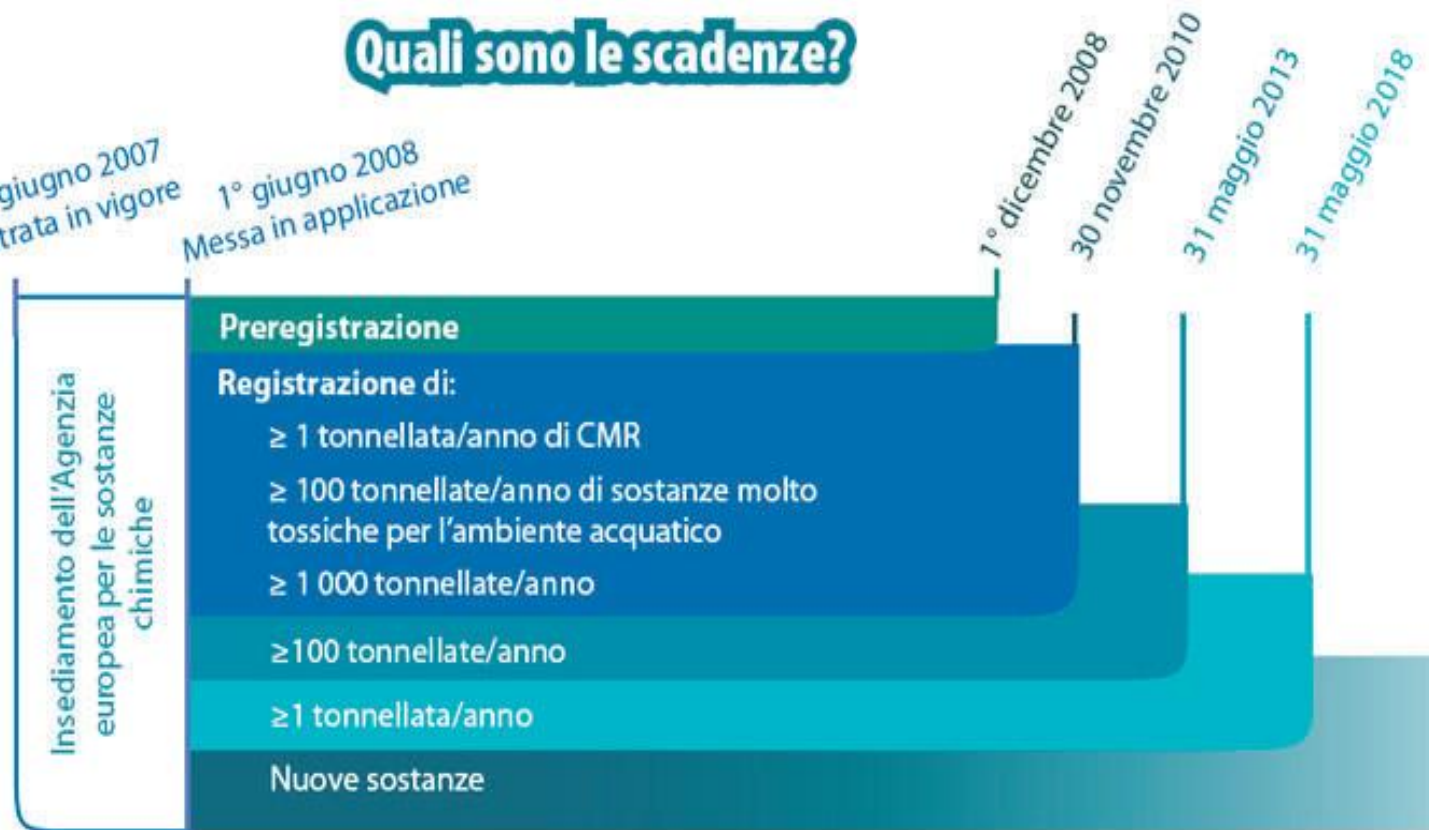 Quali sono le scadenze?
giugno 2007
in vigore
1° giugno 2008
Messa in applicazione
1° dicembre 2008
30 novembre 2010
31 maggio 2013
31 maggio 2018
Insediamento dell'Agenzia
europea per le sostanze
chimiche
Preregistrazione
Registrazione di:
≥ 1 tonnellata/anno di CMR
≥ 100 tonnellate/anno di sostanze molto
tossiche per l'ambiente acquatico
≥ 1 000 tonnellate/anno
≥100 tonnellate/anno
≥1 tonnellata/anno
Nuove sostanze